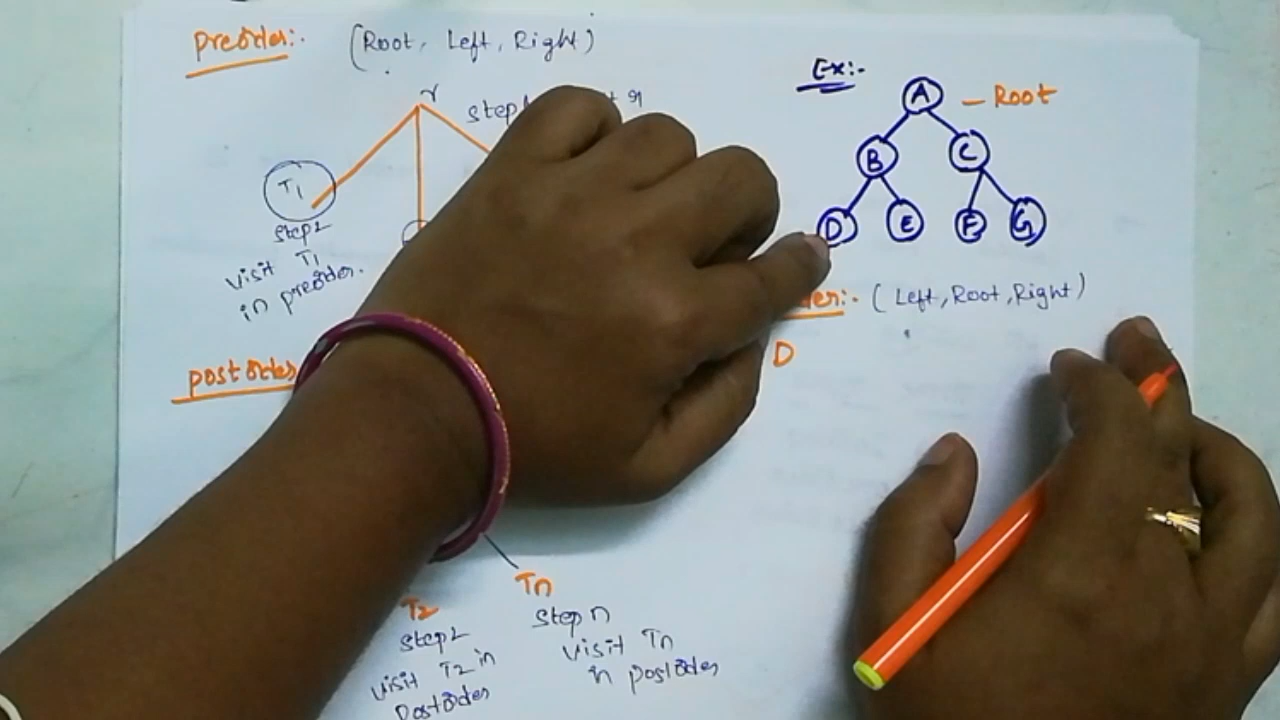 Preorder:. (Root, Left, Right)
r
T1
step2
visit T1
in preorder.
Ex:-
A - Root
B C
D E F G
(Left, Root, Right)
D
postorder
T2
step2
visit T2 in
postorder
Tn
step n
visit Tn
in postorder